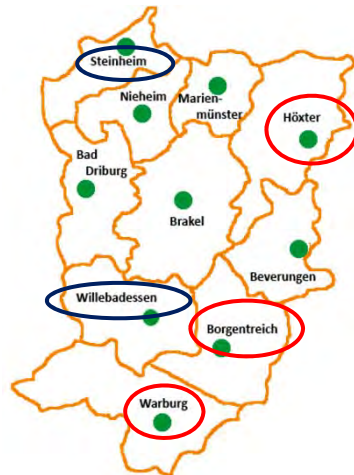 Steinheim
Nieheim
Marien-
münster
Höxter
Bad
Driburg
Brakel
Beverungen
Willebadessen
Borgentreich
Warburg